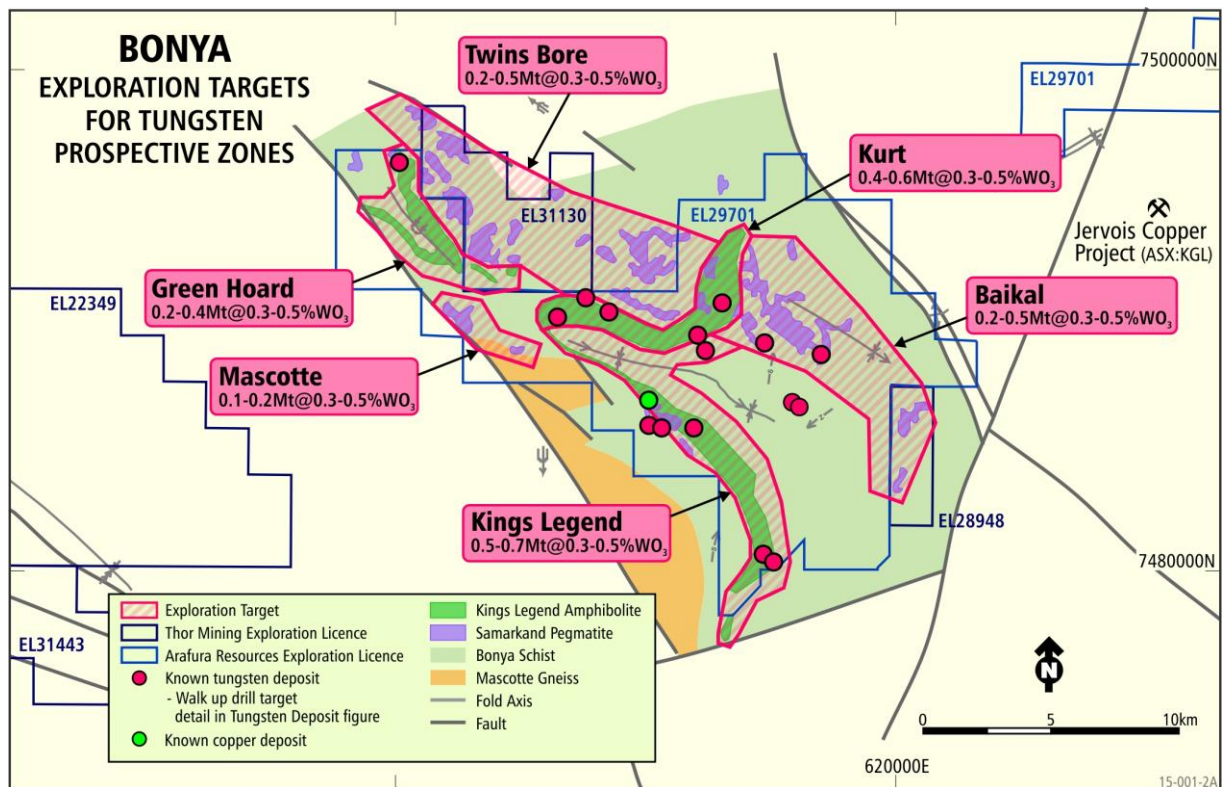 BONYA
EXPLORATION TARGETS
FOR TUNGSTEN
PROSPECTIVE ZONES
Twins Bore
0.2-0.5Mt@0.3-0.5%WO₃
7500000N
EL29701
Kurt
0.4-0.6Mt@0.3-0.5%WO₃
EL31130
EL29701
Jervois Copper
Project (ASX:KGL)
Green Hoard
0.2-0.4Mt@0.3-0.5%WO₃
EL22349
Baikal
0.2-0.5Mt@0.3-0.5%WO₃
Mascotte
0.1-0.2Mt@0.3-0.5%WO₃
Kings Legend
0.5-0.7Mt@0.3-0.5%WO₃
EL28948
7480000N
EL31443
Exploration Target
Thor Mining Exploration Licence
Arafura Resources Exploration Licence
Known tungsten deposit
- Walk up drill target
detail in Tungsten Deposit figure
Known copper deposit
Kings Legend Amphibolite
Samarkand Pegmatite
Bonya Schist
Mascotte Gneiss
Fold Axis
Fault
N
0 5 10km
620000E
15-001-2A